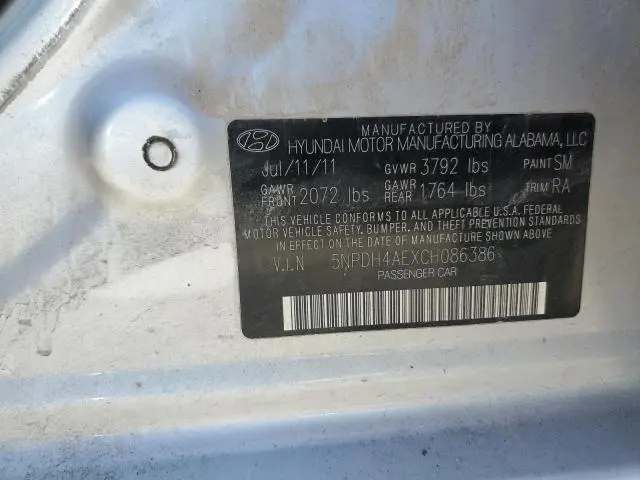 MANUFACTURED BY
HYUNDAI MOTOR MANUFACTURING ALABAMA, LLC
Jul/11/11 GVWR 3792 lbs PAINT SM
GAWR FRONT 2072 lbs GAWR REAR 1764 lbs TRIM RA
THIS VEHICLE CONFORMS TO ALL APPLICABLE U.S.A. FEDERAL
MOTOR VEHICLE SAFETY, BUMPER, AND THEFT PREVENTION STANDARDS
IN EFFECT ON THE DATE OF MANUFACTURE SHOWN ABOVE
V.I.N 5NPDH4AEXCH086386
PASSENGER CAR